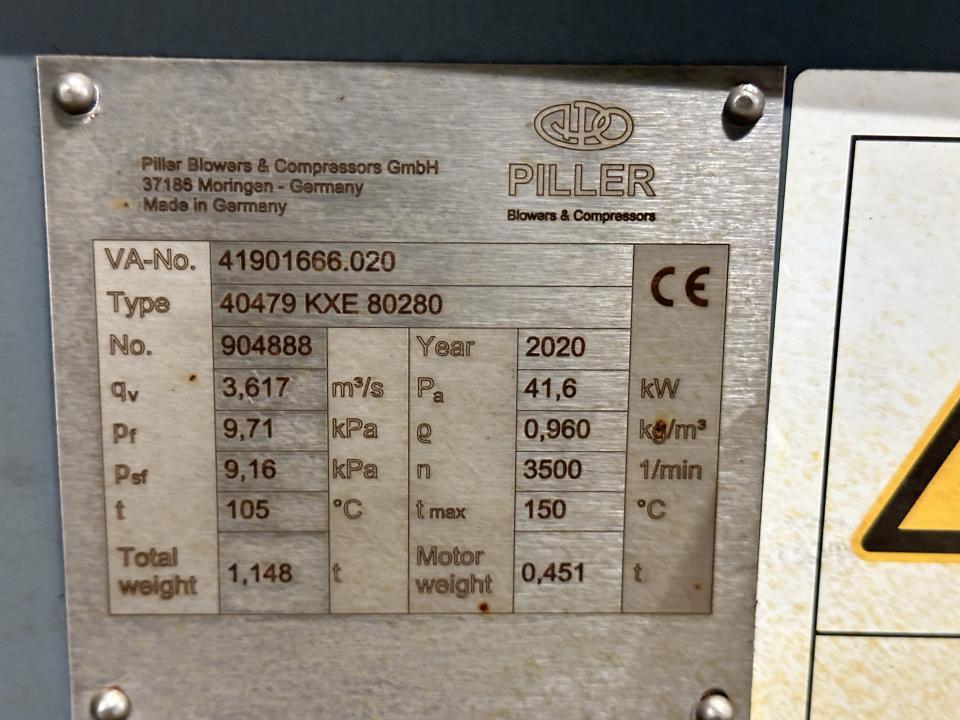 Piller Blowers & Compressors GmbH
37186 Moringen - Germany
Made in Germany
PILLER
Blowers & Compressors
VA-No. 41901666.020
CE
Type 40479 KXE 80280
No. 904888 Year 2020
qv 3,617 m³/s Pa 41,6 kW
pf 9,71 kPa ϱ 0,960 kg/m³
psf 9,16 kPa n 3500 1/min
t 105 °C t max 150 °C
Total weight 1,148 t Motor weight 0,451 t